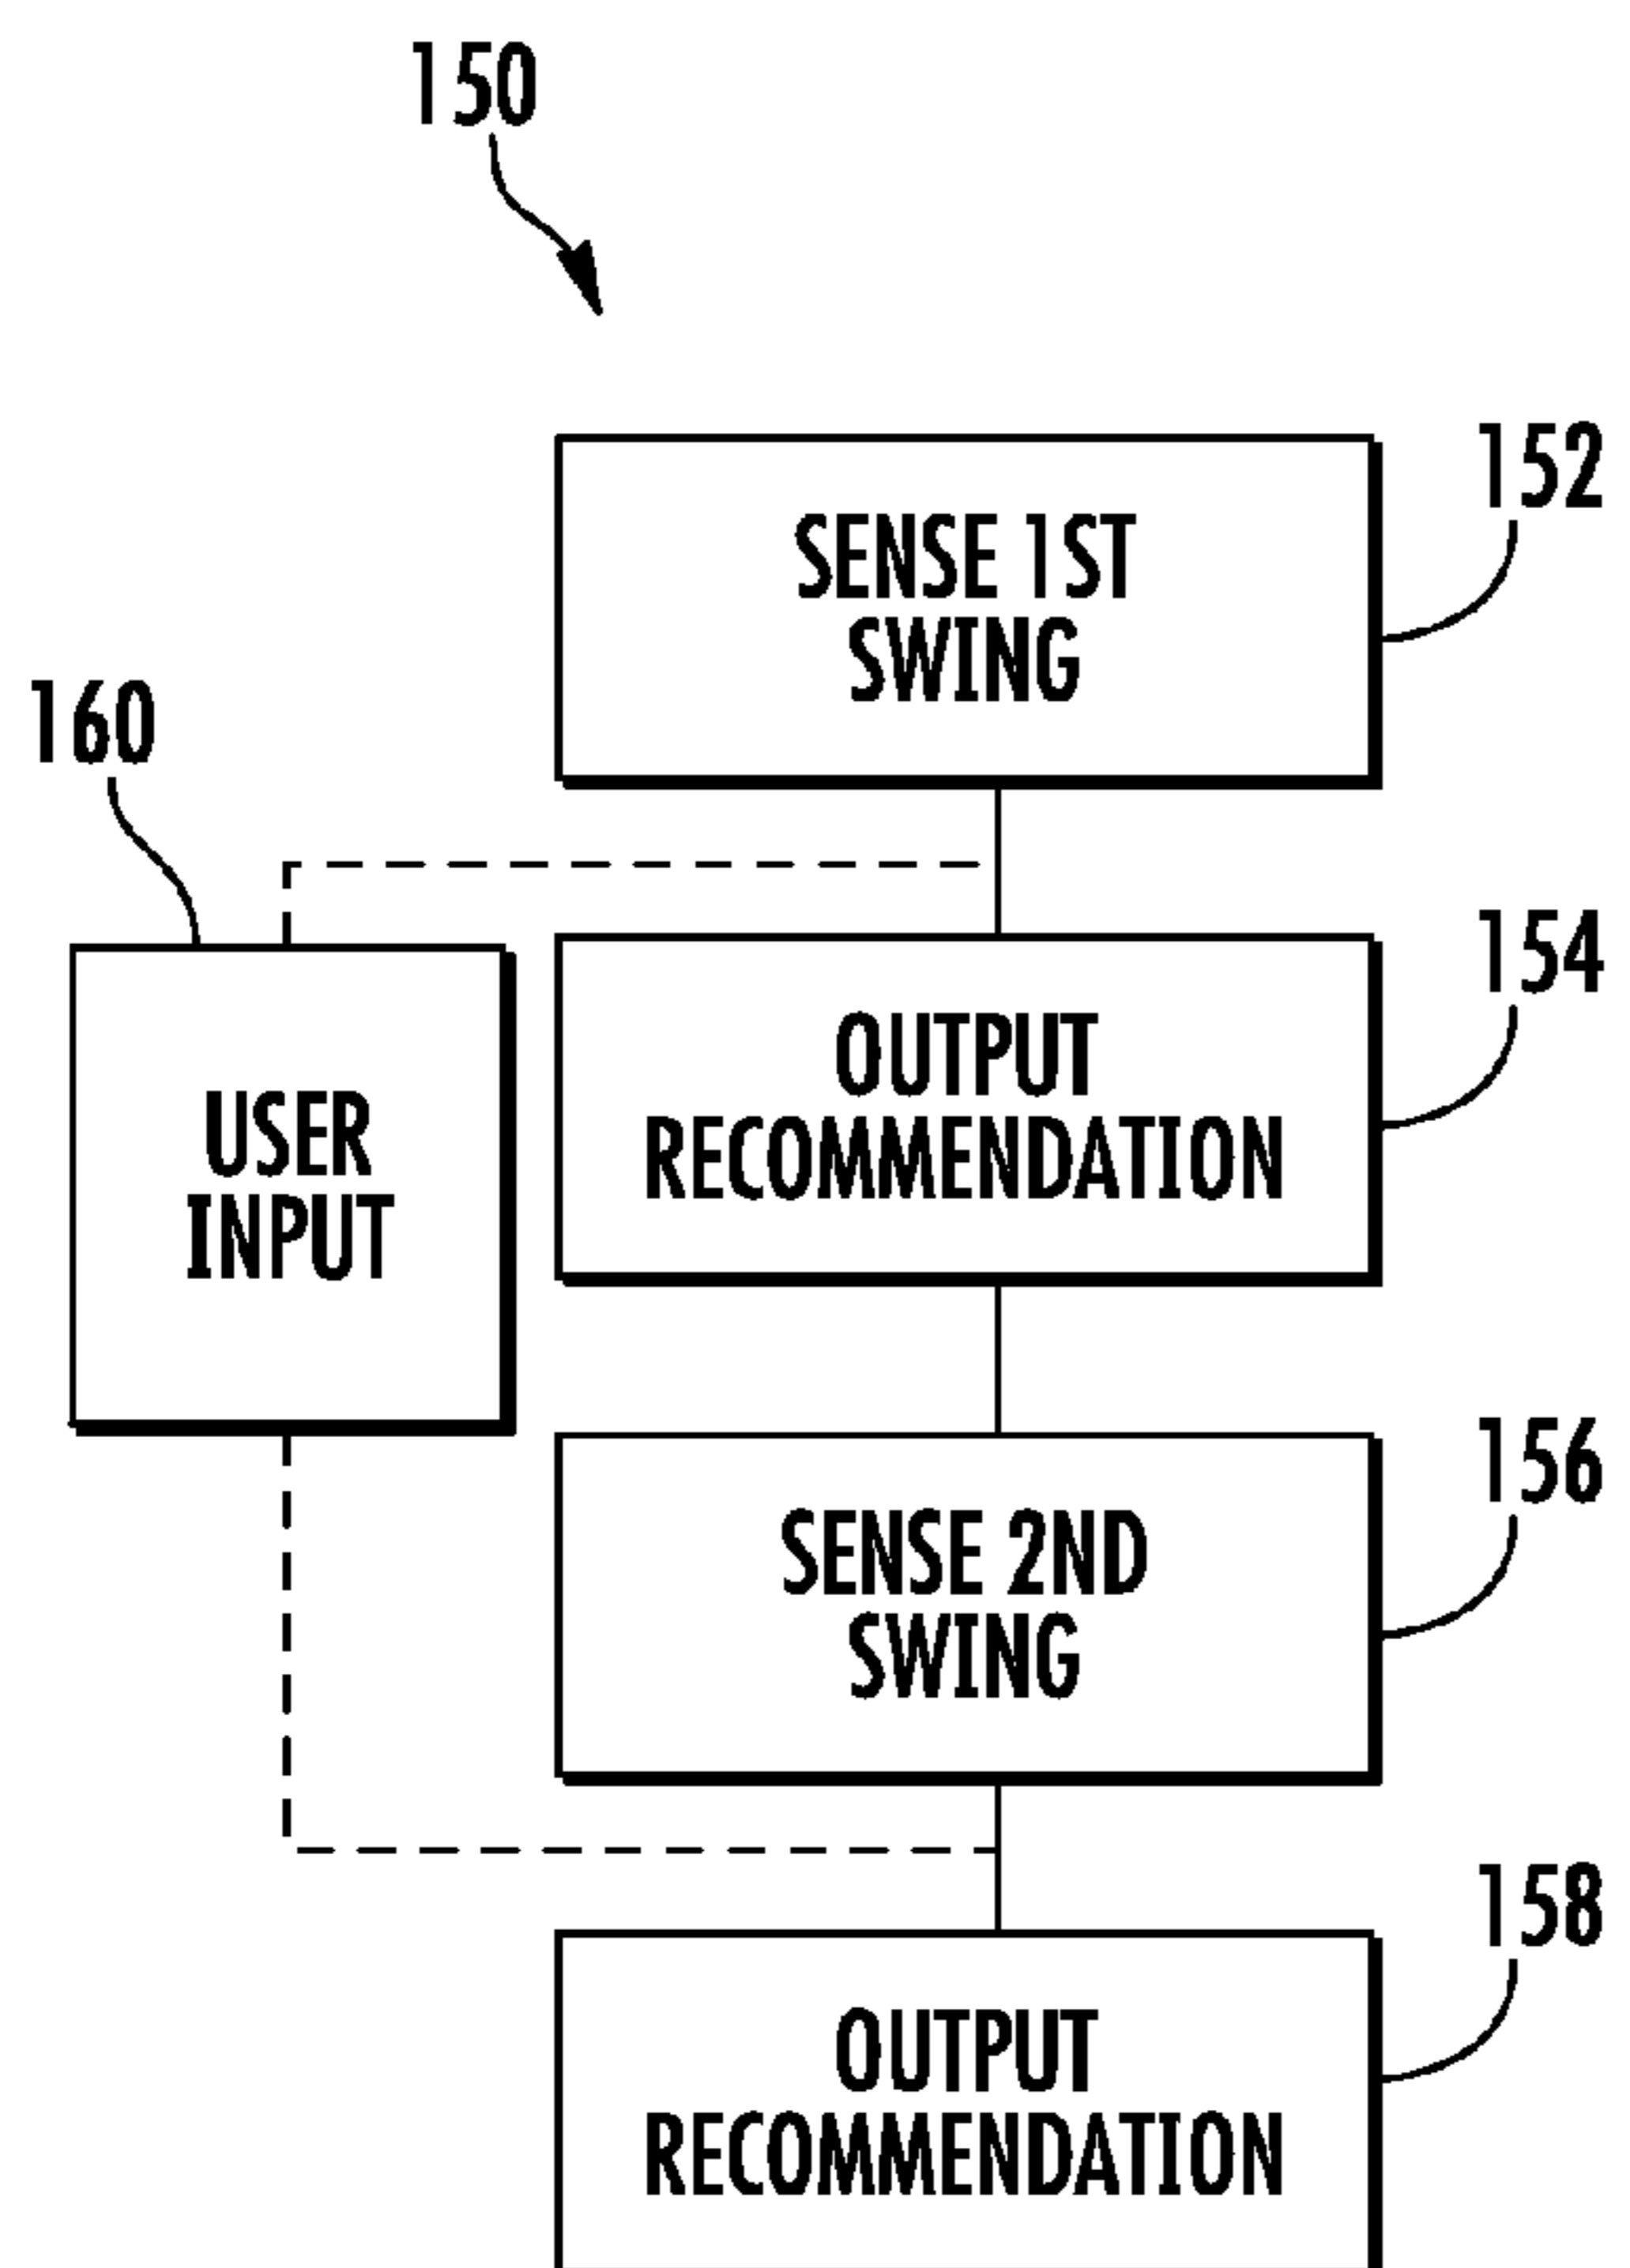 150
152
SENSE 1ST
SWING
160
154
OUTPUT
RECOMMENDATION
USER
INPUT
156
SENSE 2ND
SWING
158
OUTPUT
RECOMMENDATION